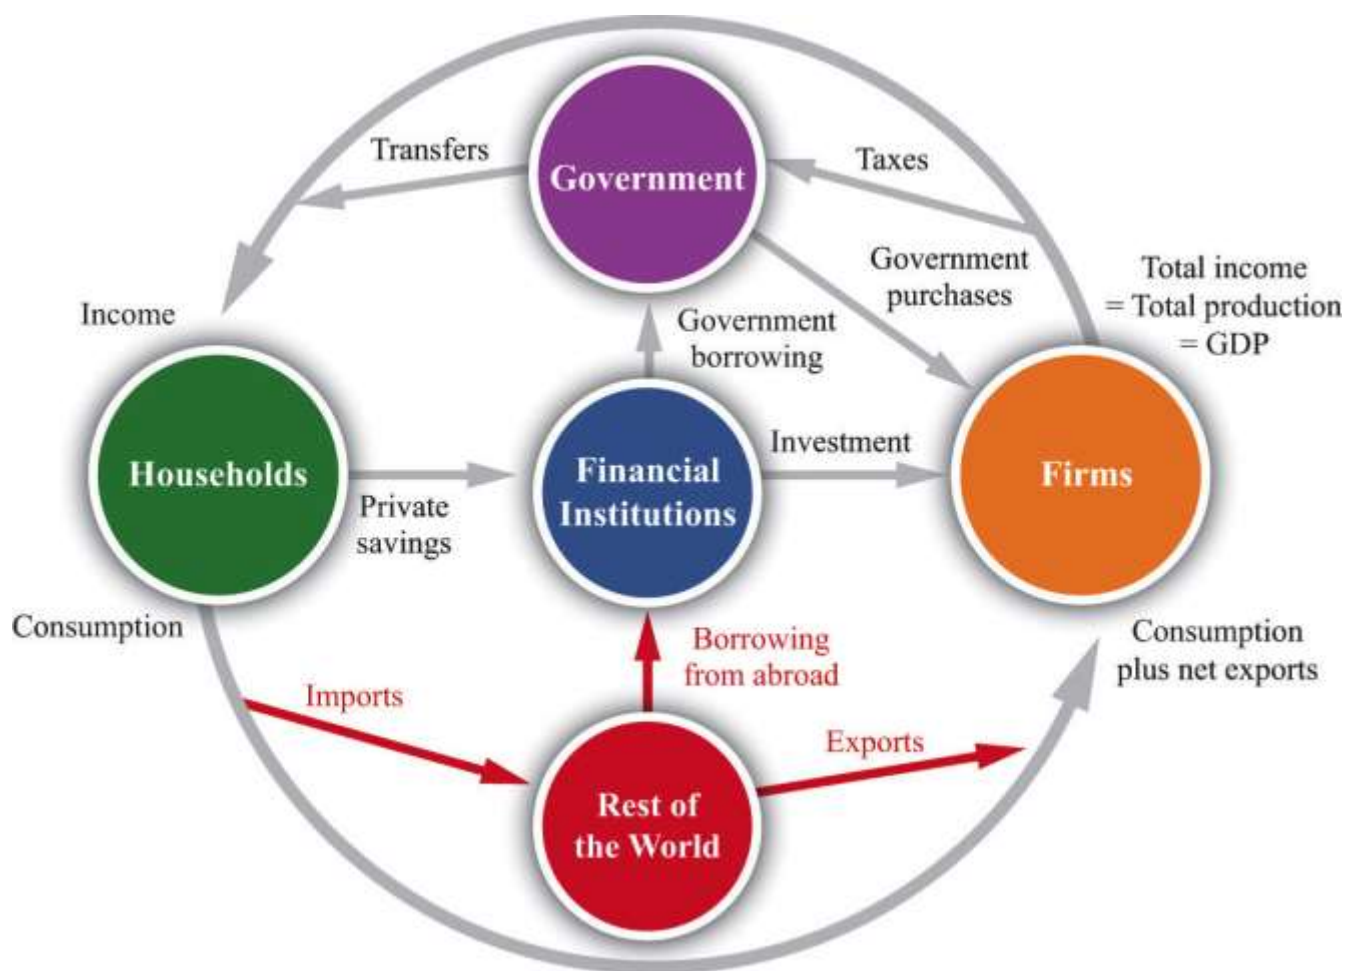 Transfers
Government
Taxes
Government
purchases
Total income
= Total production
= GDP
Income
Government
borrowing
Households
Private
savings
Financial
Institutions
Investment
Firms
Consumption
Borrowing
from abroad
Consumption
plus net exports
Imports
Exports
Rest of
the World